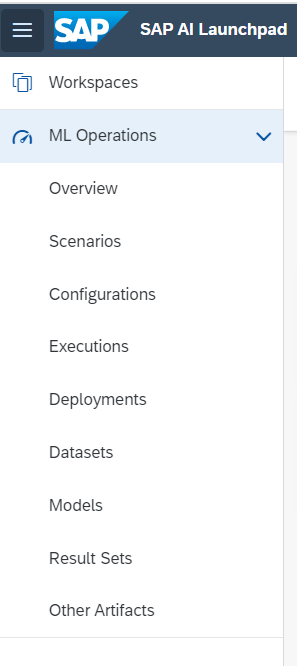 SAP SAP AI Launchpad
Workspaces
ML Operations
Overview
Scenarios
Configurations
Executions
Deployments
Datasets
Models
Result Sets
Other Artifacts